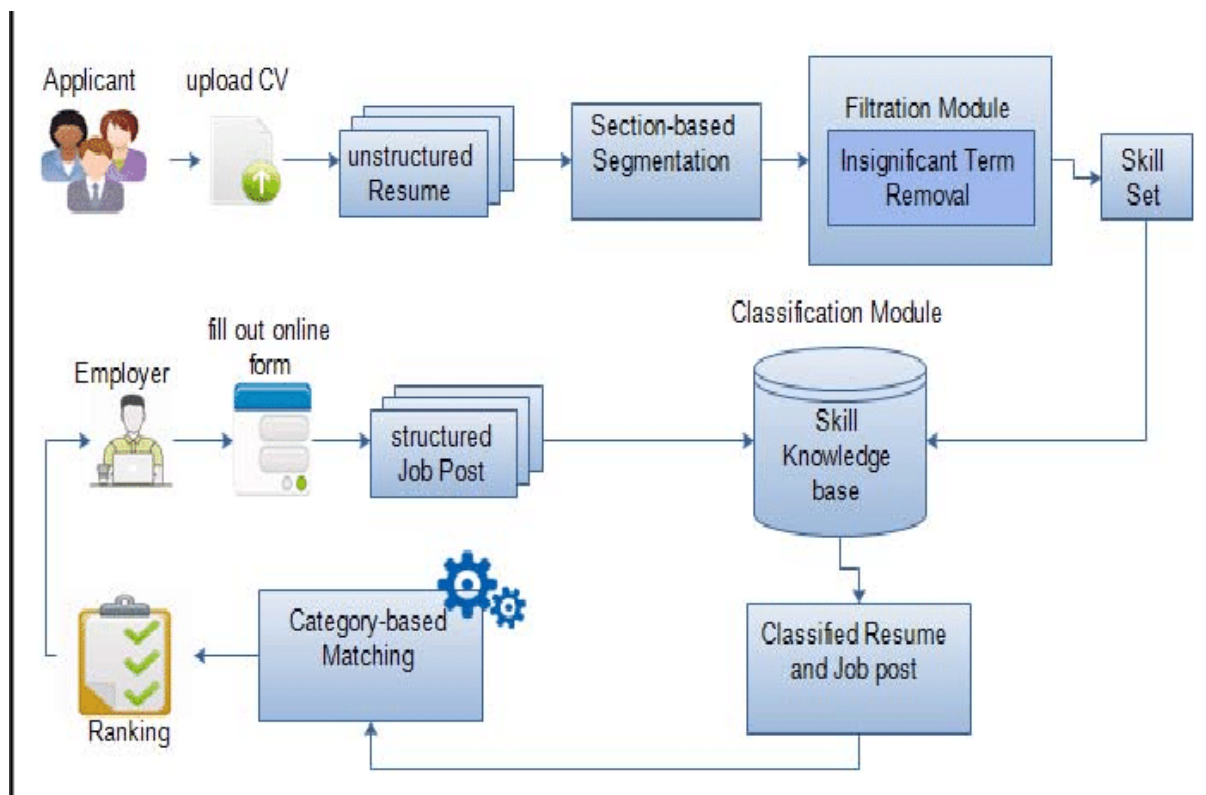 Applicant
upload CV
unstructured
Resume
Section-based
Segmentation
Filtration Module
Insignificant Term
Removal
Skill
Set
Classification Module
Employer
fill out online
form
structured
Job Post
Skill
Knowledge
base
Ranking
Category-based
Matching
Classified Resume
and Job post